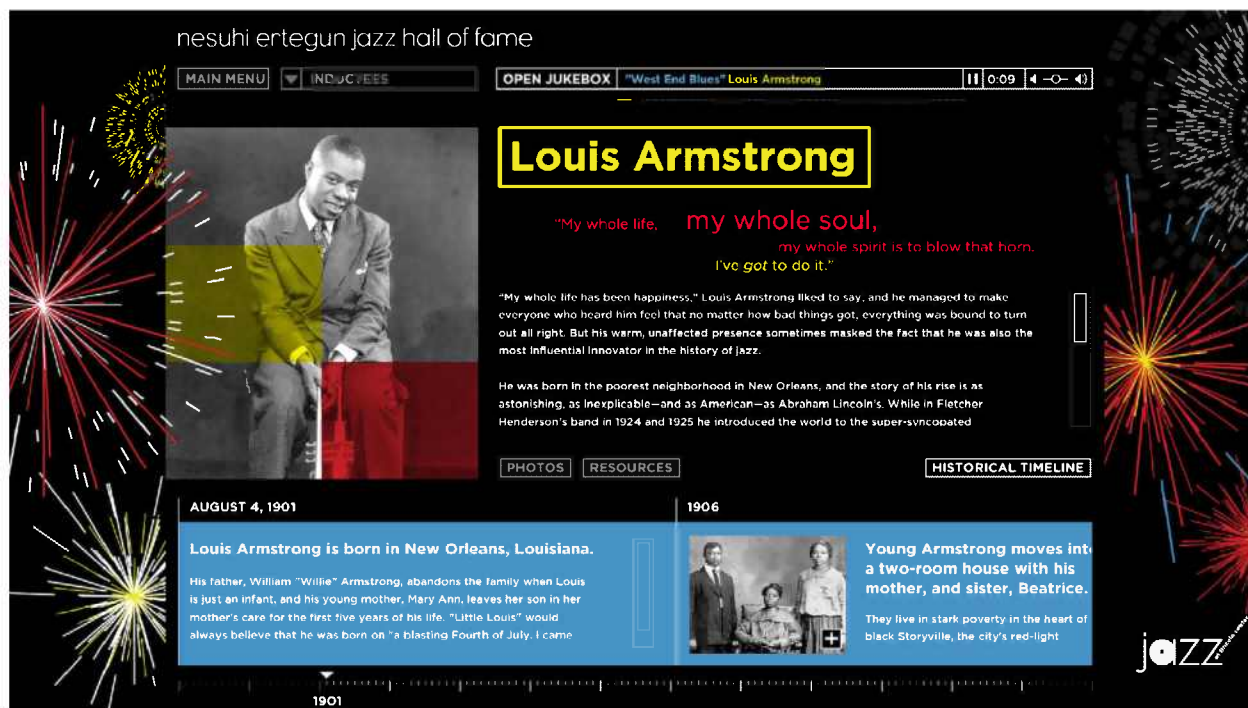 nesuhi ertegun jazz hall of fame
MAIN MENU
INDUCTEES
OPEN JUKEBOX "West End Blues" Louis Armstrong 0:09
Louis Armstrong
"My whole life, my whole soul,
my whole spirit is to blow that horn.
I've got to do it."
"My whole life has been happiness," Louis Armstrong liked to say, and he managed to make
everyone who heard him feel that no matter how bad things got, everything was bound to turn
out all right. But his warm, unaffected presence sometimes masked the fact that he was also the
most influential innovator in the history of jazz.
He was born in the poorest neighborhood in New Orleans, and the story of his rise is as
astonishing, as inexplicable—and as American—as Abraham Lincoln's. While in Fletcher
Henderson's band in 1924 and 1925 he introduced the world to the super-syncopated
PHOTOS
RESOURCES
HISTORICAL TIMELINE
AUGUST 4, 1901
Louis Armstrong is born in New Orleans, Louisiana.
His father, William "Willie" Armstrong, abandons the family when Louis
is just an infant, and his young mother, Mary Ann, leaves her son in her
mother's care for the first five years of his life. "Little Louis" would
always believe that he was born on "a blasting Fourth of July. I came
1906
Young Armstrong moves into
a two-room house with his
mother, and sister, Beatrice.
They live in stark poverty in the heart of
black Storyville, the city's red-light
jazz
1901